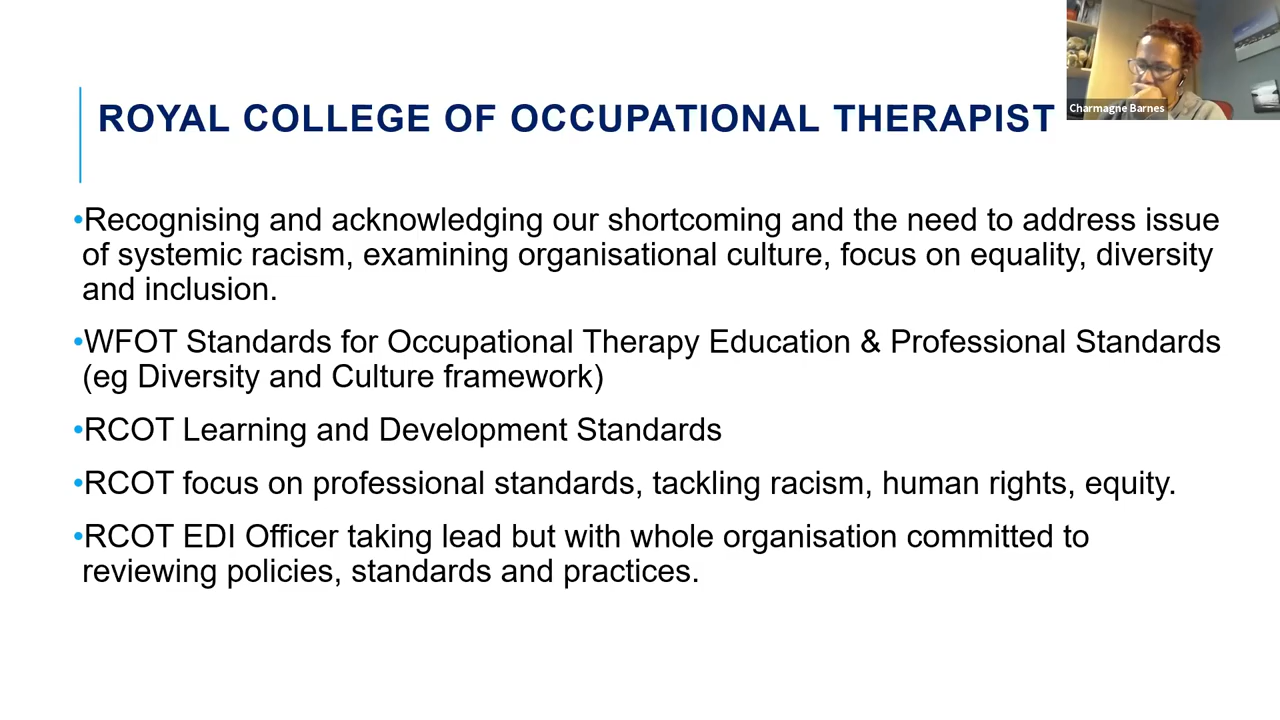 ROYAL COLLEGE OF OCCUPATIONAL THERAPIST
Charmagne Barnes
•Recognising and acknowledging our shortcoming and the need to address issue
of systemic racism, examining organisational culture, focus on equality, diversity
and inclusion.
•WFOT Standards for Occupational Therapy Education & Professional Standards
(eg Diversity and Culture framework)
•RCOT Learning and Development Standards
•RCOT focus on professional standards, tackling racism, human rights, equity.
•RCOT EDI Officer taking lead but with whole organisation committed to
reviewing policies, standards and practices.